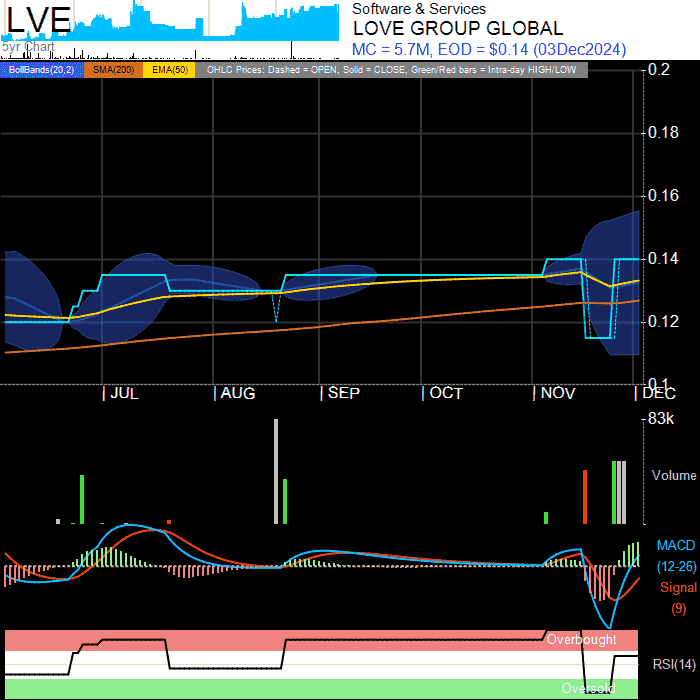 LVE
5yr Chart
Software & Services
LOVE GROUP GLOBAL
MC = 5.7M, EOD = $0.14 (03Dec2024)
BollBands(20,2) SMA(200) EMA(50) OHLC Prices: Dashed = OPEN, Solid = CLOSE, Green/Red bars = Intra-day HIGH/LOW
0.2
0.18
0.16
0.14
0.12
0.1
JUL AUG SEP OCT NOV DEC
83k
Volume
MACD
(12-26)
Signal
(9)
Overbought
RSI(14)
Oversold